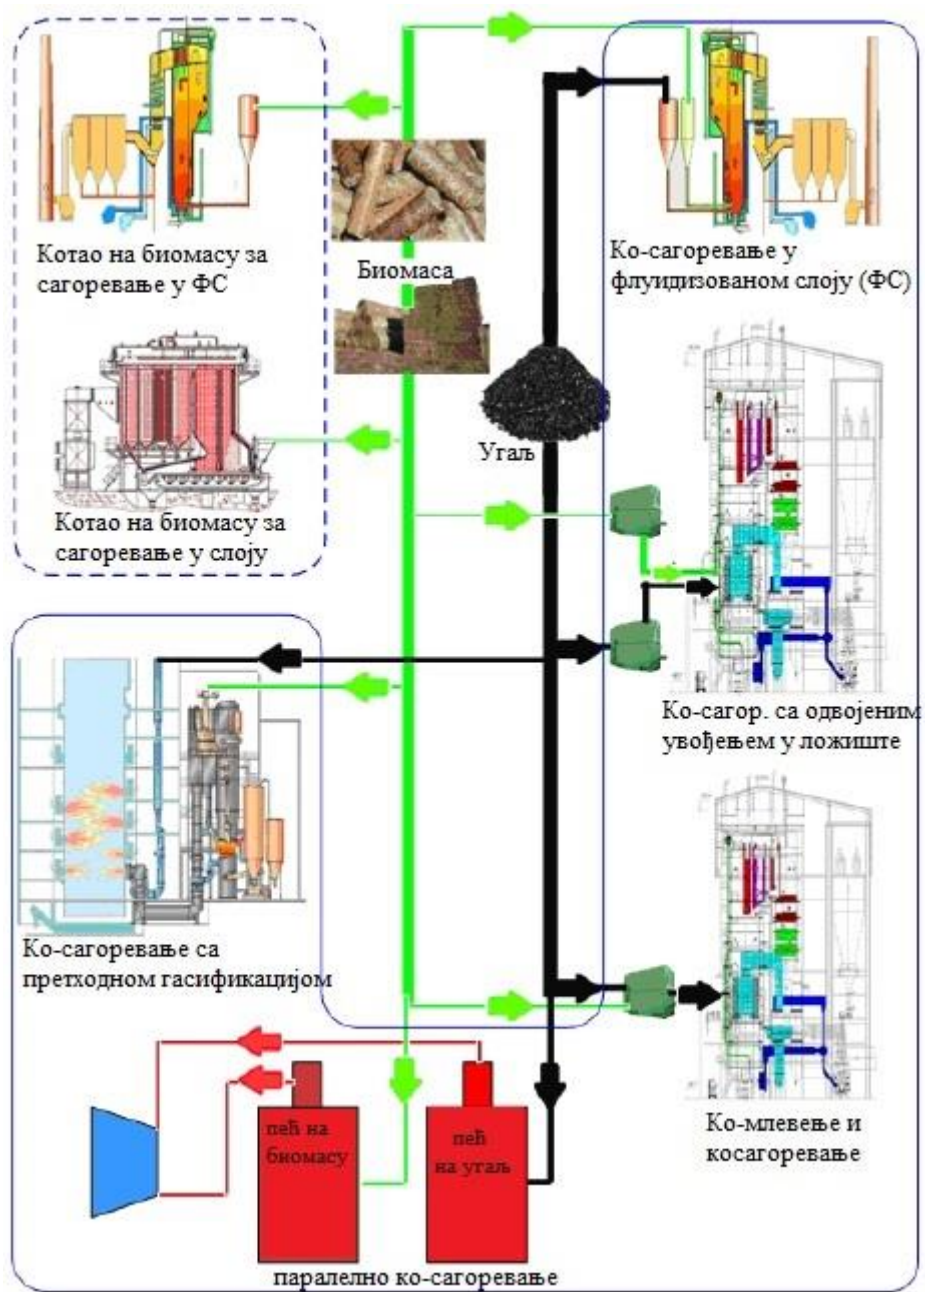 Котао на биомасу за
сагоревање у ФС
Биомаса
Ко-сагоревање у
флуидизованом слоју (ФС)
Угаљ
Котао на биомасу за
сагоревање у слоју
Ко-сагор. са одвојеним
увођењем у ложиште
Ко-сагоревање са
претходном гасификацијом
пећ на
биомасу
пећ
на угаљ
Ко-млевење и
косагоревање
паралелно ко-сагоревање